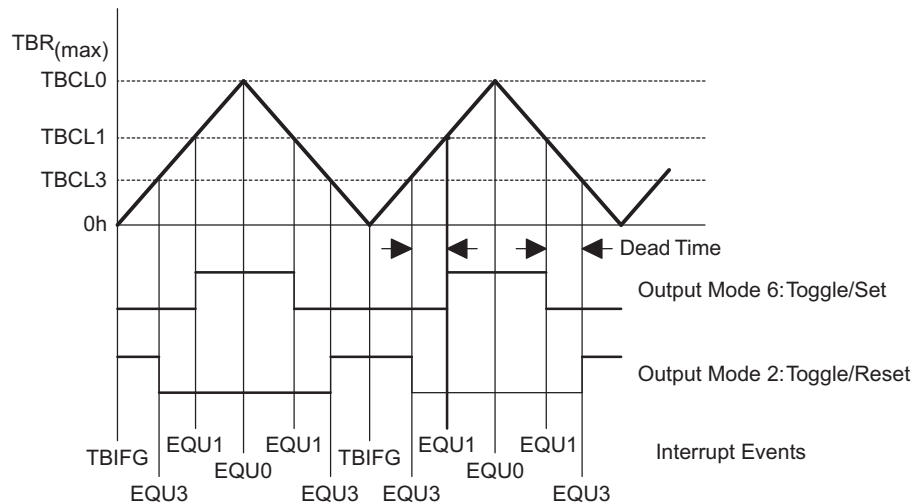 TBR(max)
TBCL0
TBCL1
TBCL3
0h
Dead Time
Output Mode 6:Toggle/Set
Output Mode 2:Toggle/Reset
EQU1 EQU1 EQU1 EQU1 Interrupt Events
TBIFG TBIFG
EQU0 EQU0
EQU3 EQU3 EQU3 EQU3